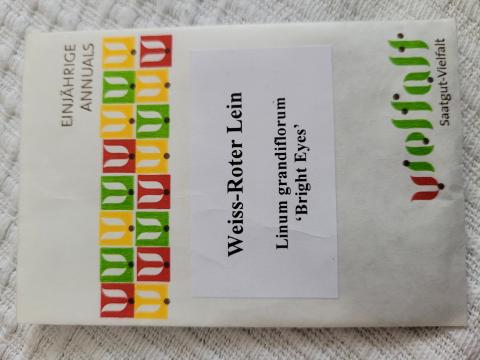 EINJÄHRIGE
ANNUALS
Weiss-Roter Lein
Linum grandiflorum
‘Bright Eyes’
vielfalt
Saatgut-Vielfalt